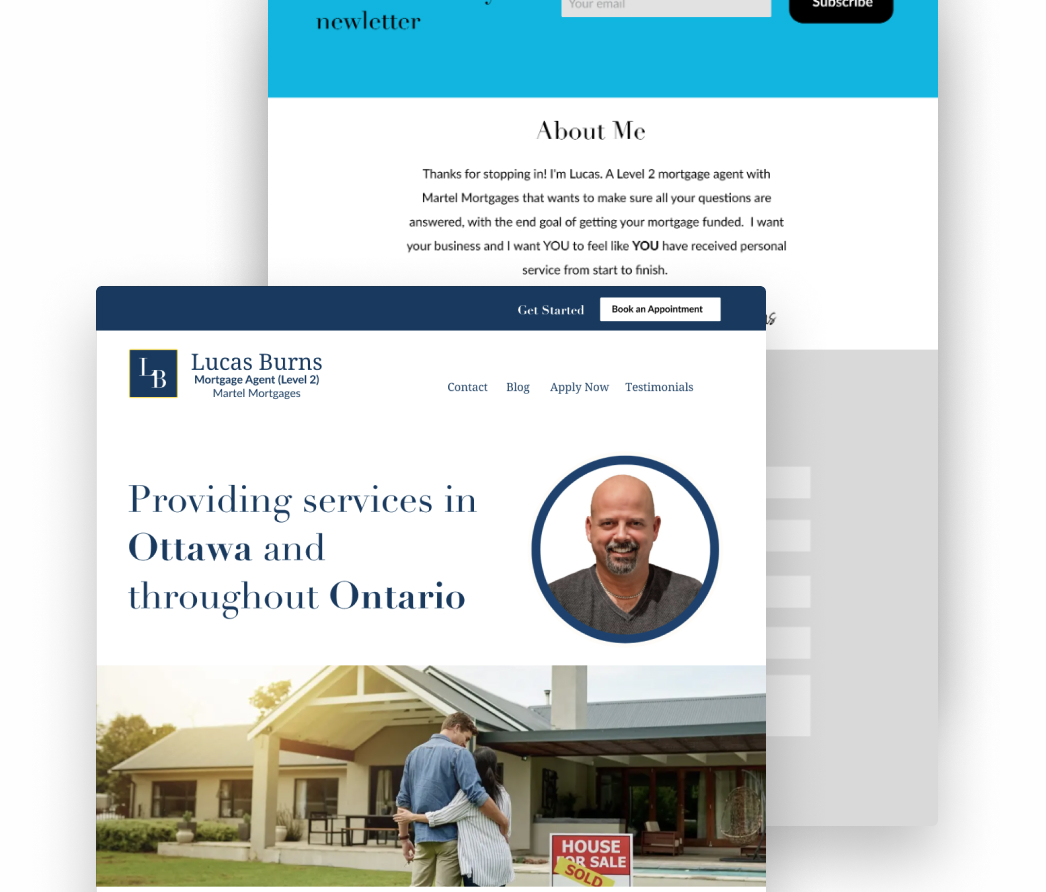 newletter
Your email
Subscribe
About Me
Thanks for stopping in! I'm Lucas. A Level 2 mortgage agent with
Martel Mortgages that wants to make sure all your questions are
answered, with the end goal of getting your mortgage funded. I want
your business and I want YOU to feel like YOU have received personal
service from start to finish.
Get Started
Book an Appointment
LB
Lucas Burns
Mortgage Agent (Level 2)
Martel Mortgages
Contact Blog Apply Now Testimonials
Providing services in
Ottawa and
throughout Ontario
HOUSE
FOR SALE
SOLD